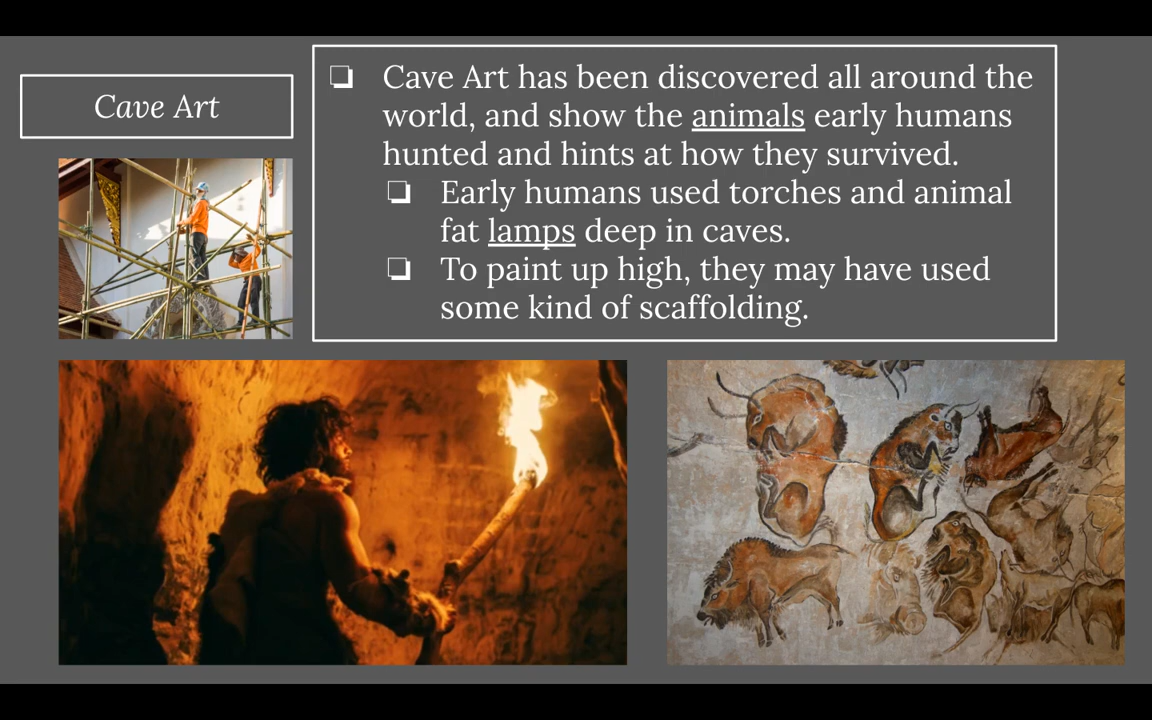 Cave Art
❏ Cave Art has been discovered all around the
world, and show the animals early humans
hunted and hints at how they survived.
❏ Early humans used torches and animal
fat lamps deep in caves.
❏ To paint up high, they may have used
some kind of scaffolding.